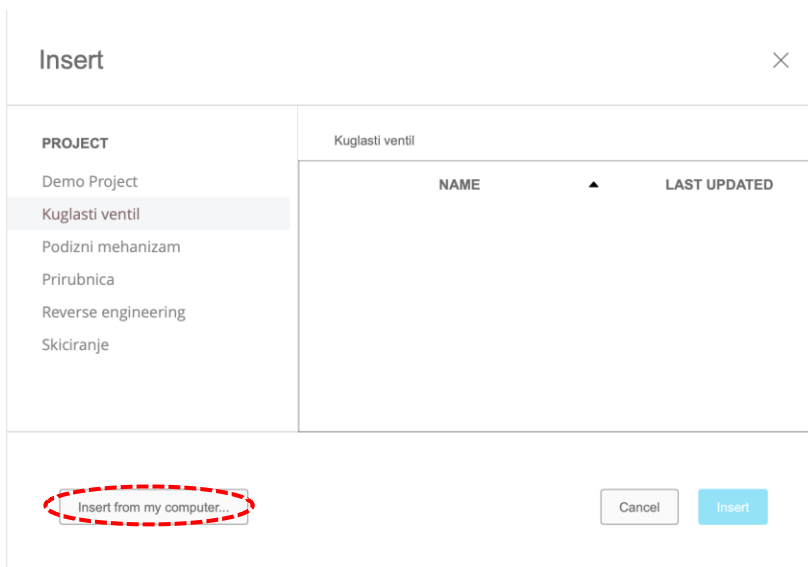 Insert
PROJECT
Demo Project
Kuglasti ventil
Podizni mehanizam
Prirubnica
Reverse engineering
Skiciranje
Kuglasti ventil
NAME
LAST UPDATED
Insert from my computer...
Cancel
Insert